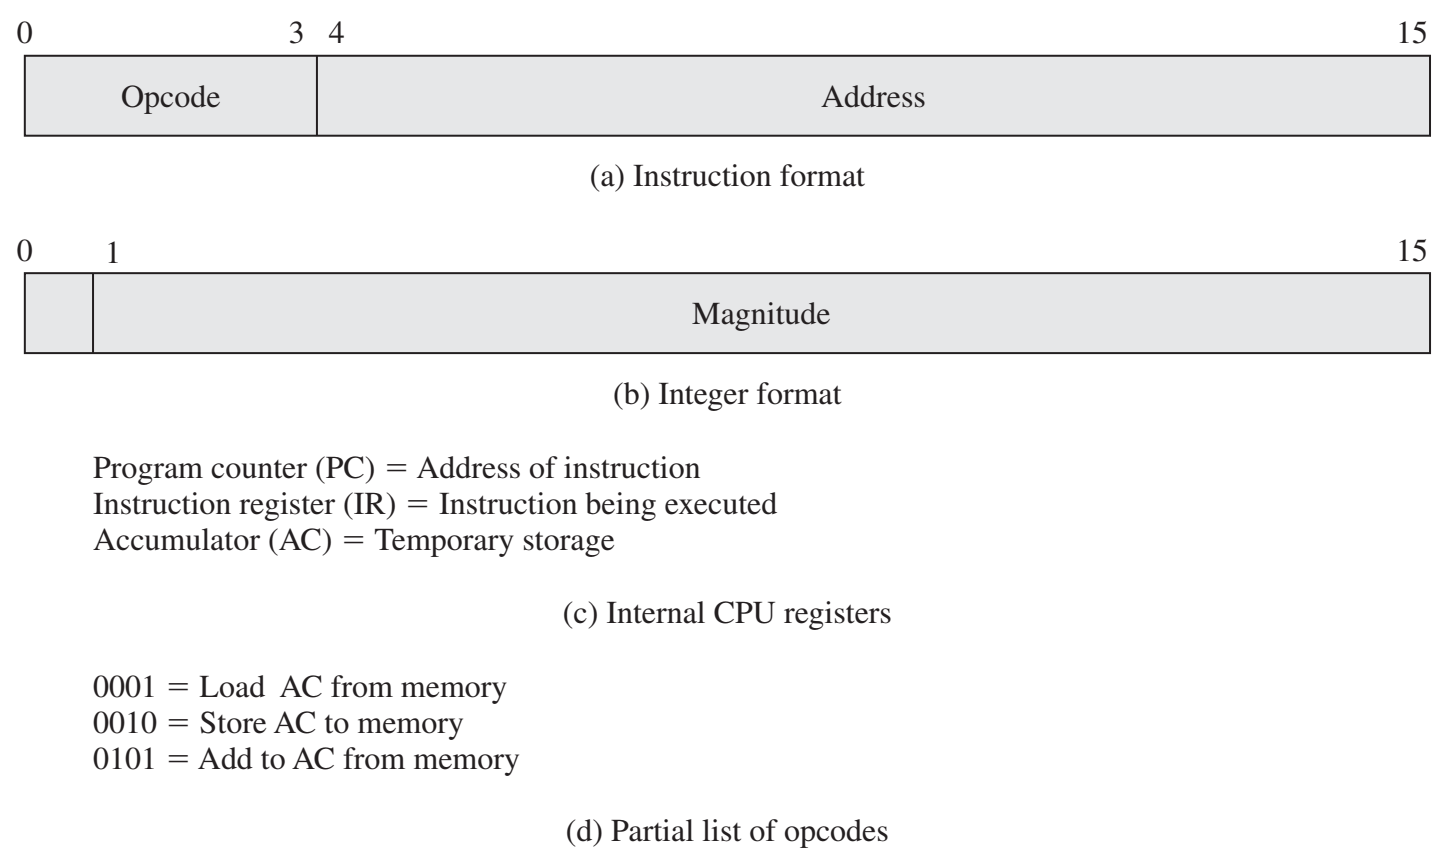 0 3 4 15
Opcode Address
(a) Instruction format
0 1 15
Magnitude
(b) Integer format
Program counter (PC) = Address of instruction
Instruction register (IR) = Instruction being executed
Accumulator (AC) = Temporary storage
(c) Internal CPU registers
0001 = Load AC from memory
0010 = Store AC to memory
0101 = Add to AC from memory
(d) Partial list of opcodes